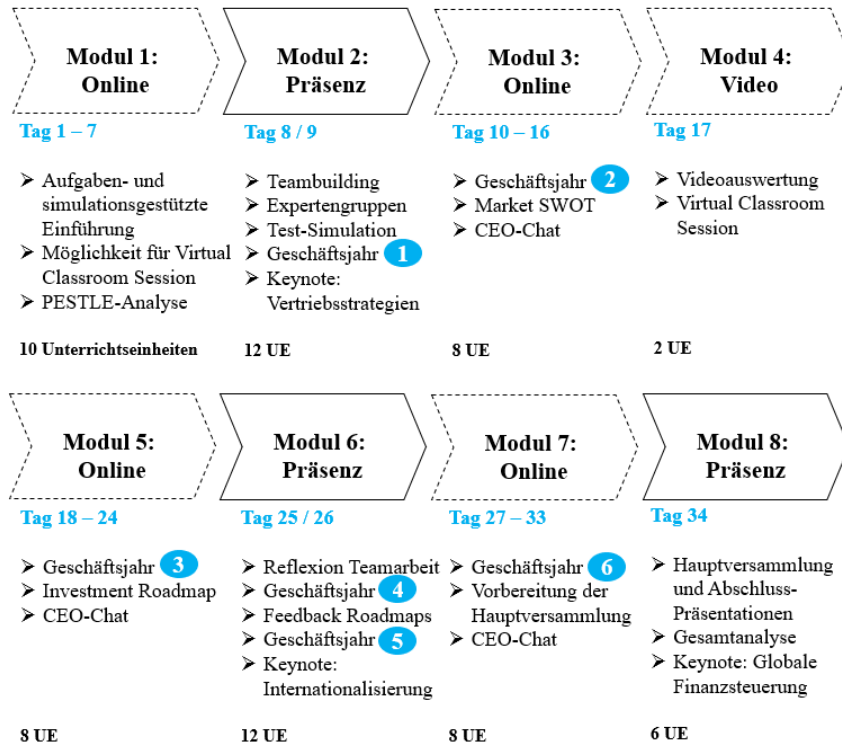 Modul 1:
Online
Tag 1 – 7
➢ Aufgaben- und
simulationsgestützte
Einführung
➢ Möglichkeit für Virtual
Classroom Session
➢ PESTLE-Analyse
10 Unterrichtseinheiten
Modul 2:
Präsenz
Tag 8 / 9
➢ Teambuilding
➢ Expertengruppen
➢ Test-Simulation
➢ Geschäftsjahr 1
➢ Keynote:
Vertriebsstrategien
12 UE
Modul 3:
Online
Tag 10 – 16
➢ Geschäftsjahr 2
➢ Market SWOT
➢ CEO-Chat
8 UE
Modul 4:
Video
Tag 17
➢ Videoauswertung
➢ Virtual Classroom
Session
2 UE
Modul 5:
Online
Tag 18 – 24
➢ Geschäftsjahr 3
➢ Investment Roadmap
➢ CEO-Chat
8 UE
Modul 6:
Präsenz
Tag 25 / 26
➢ Reflexion Teamarbeit
➢ Geschäftsjahr 4
➢ Feedback Roadmaps
➢ Geschäftsjahr 5
➢ Keynote:
Internationalisierung
12 UE
Modul 7:
Online
Tag 27 – 33
➢ Geschäftsjahr 6
➢ Vorbereitung der
Hauptversammlung
➢ CEO-Chat
8 UE
Modul 8:
Präsenz
Tag 34
➢ Hauptversammlung
und Abschluss-
Präsentationen
➢ Gesamtanalyse
➢ Keynote: Globale
Finanzsteuerung
6 UE